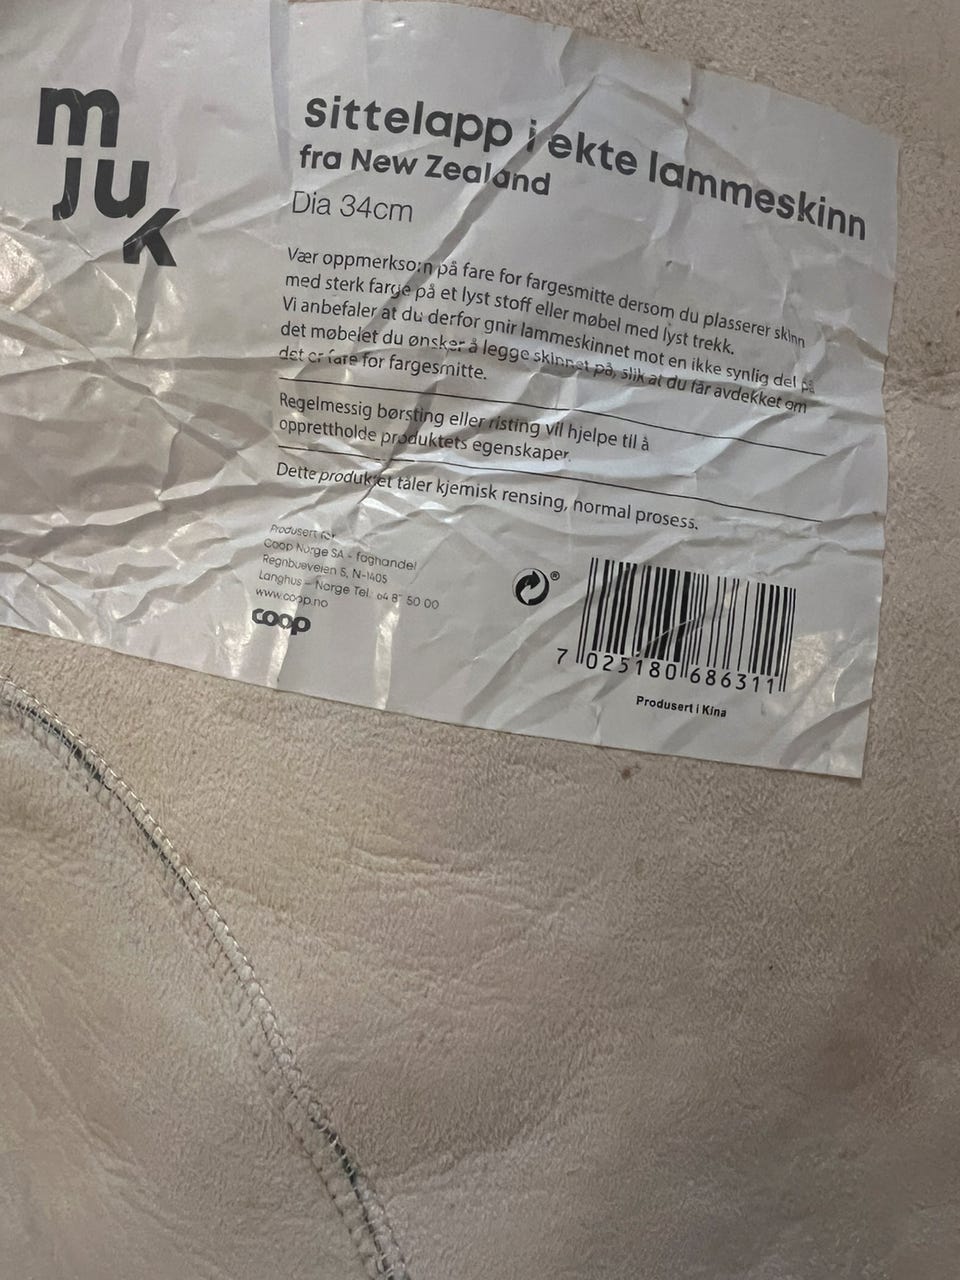 mjuk
sittelapp i ekte lammeskinn
fra New Zealand
Dia 34cm
Vær oppmerksom på fare for fargesmitte dersom du plasserer skinn
med sterk farge på et lyst stoff eller møbel med lyst trekk.
Vi anbefaler at du derfor gnir lammeskinnet mot en ikke synlig del på
det møbelet du ønsker å legge skinnet på, slik at du får avdekket om
det er fare for fargesmitte.
Regelmessig børsting eller risting vil hjelpe til å
opprettholde produktets egenskaper.
Dette produktet tåler kjemisk rensing, normal prosess.
Produsert for
Coop Norge SA - faghandel
Regnbueveien 5, N-1405
Langhus - Norge Tel: 50 00
www.coop.no
coop
®
7 025180 686311
Produsert i Kina